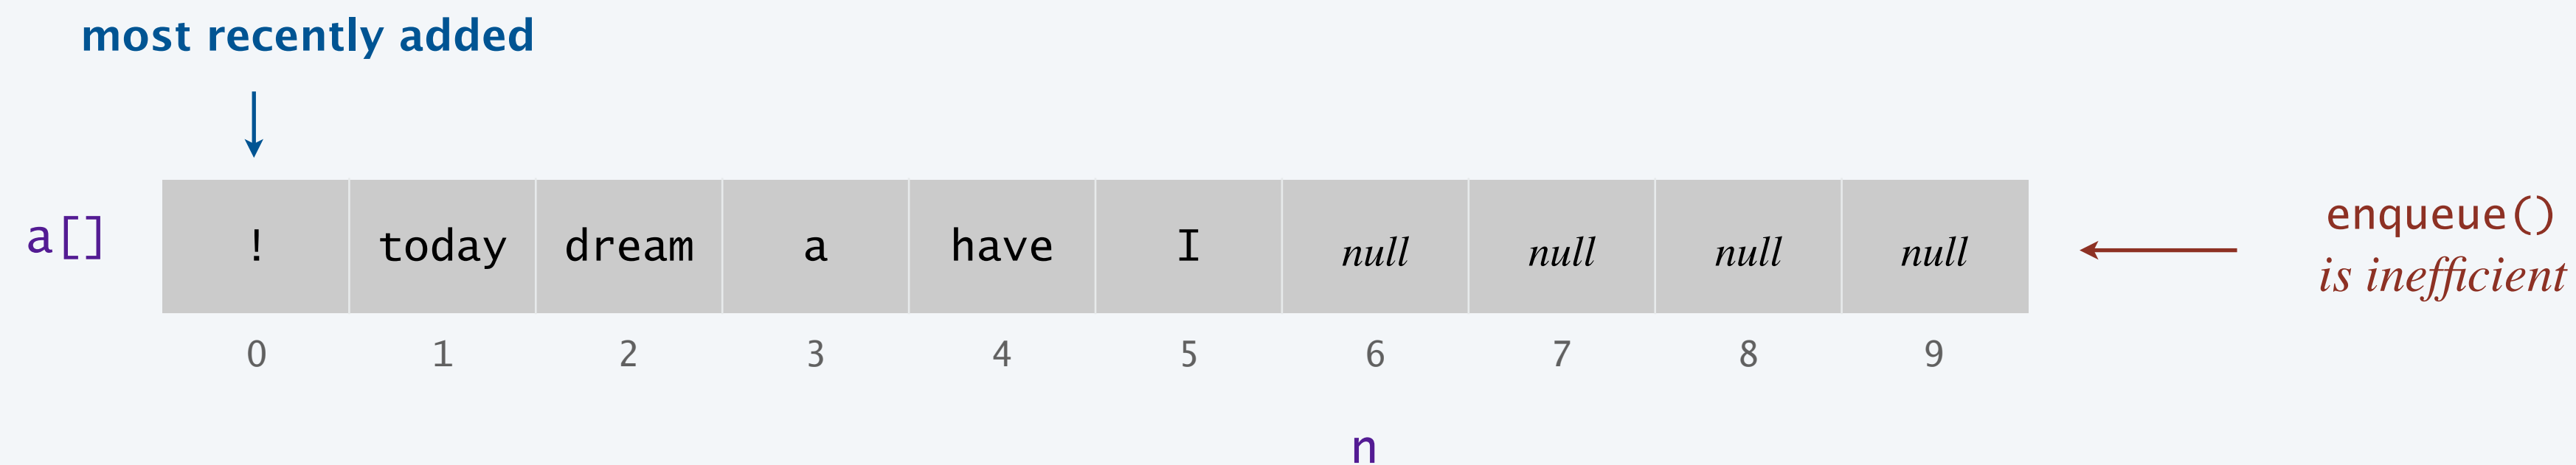 most recently added
a[] ! today dream a have I null null null null
enqueue()
is inefficient
0 1 2 3 4 5 6 7 8 9
n